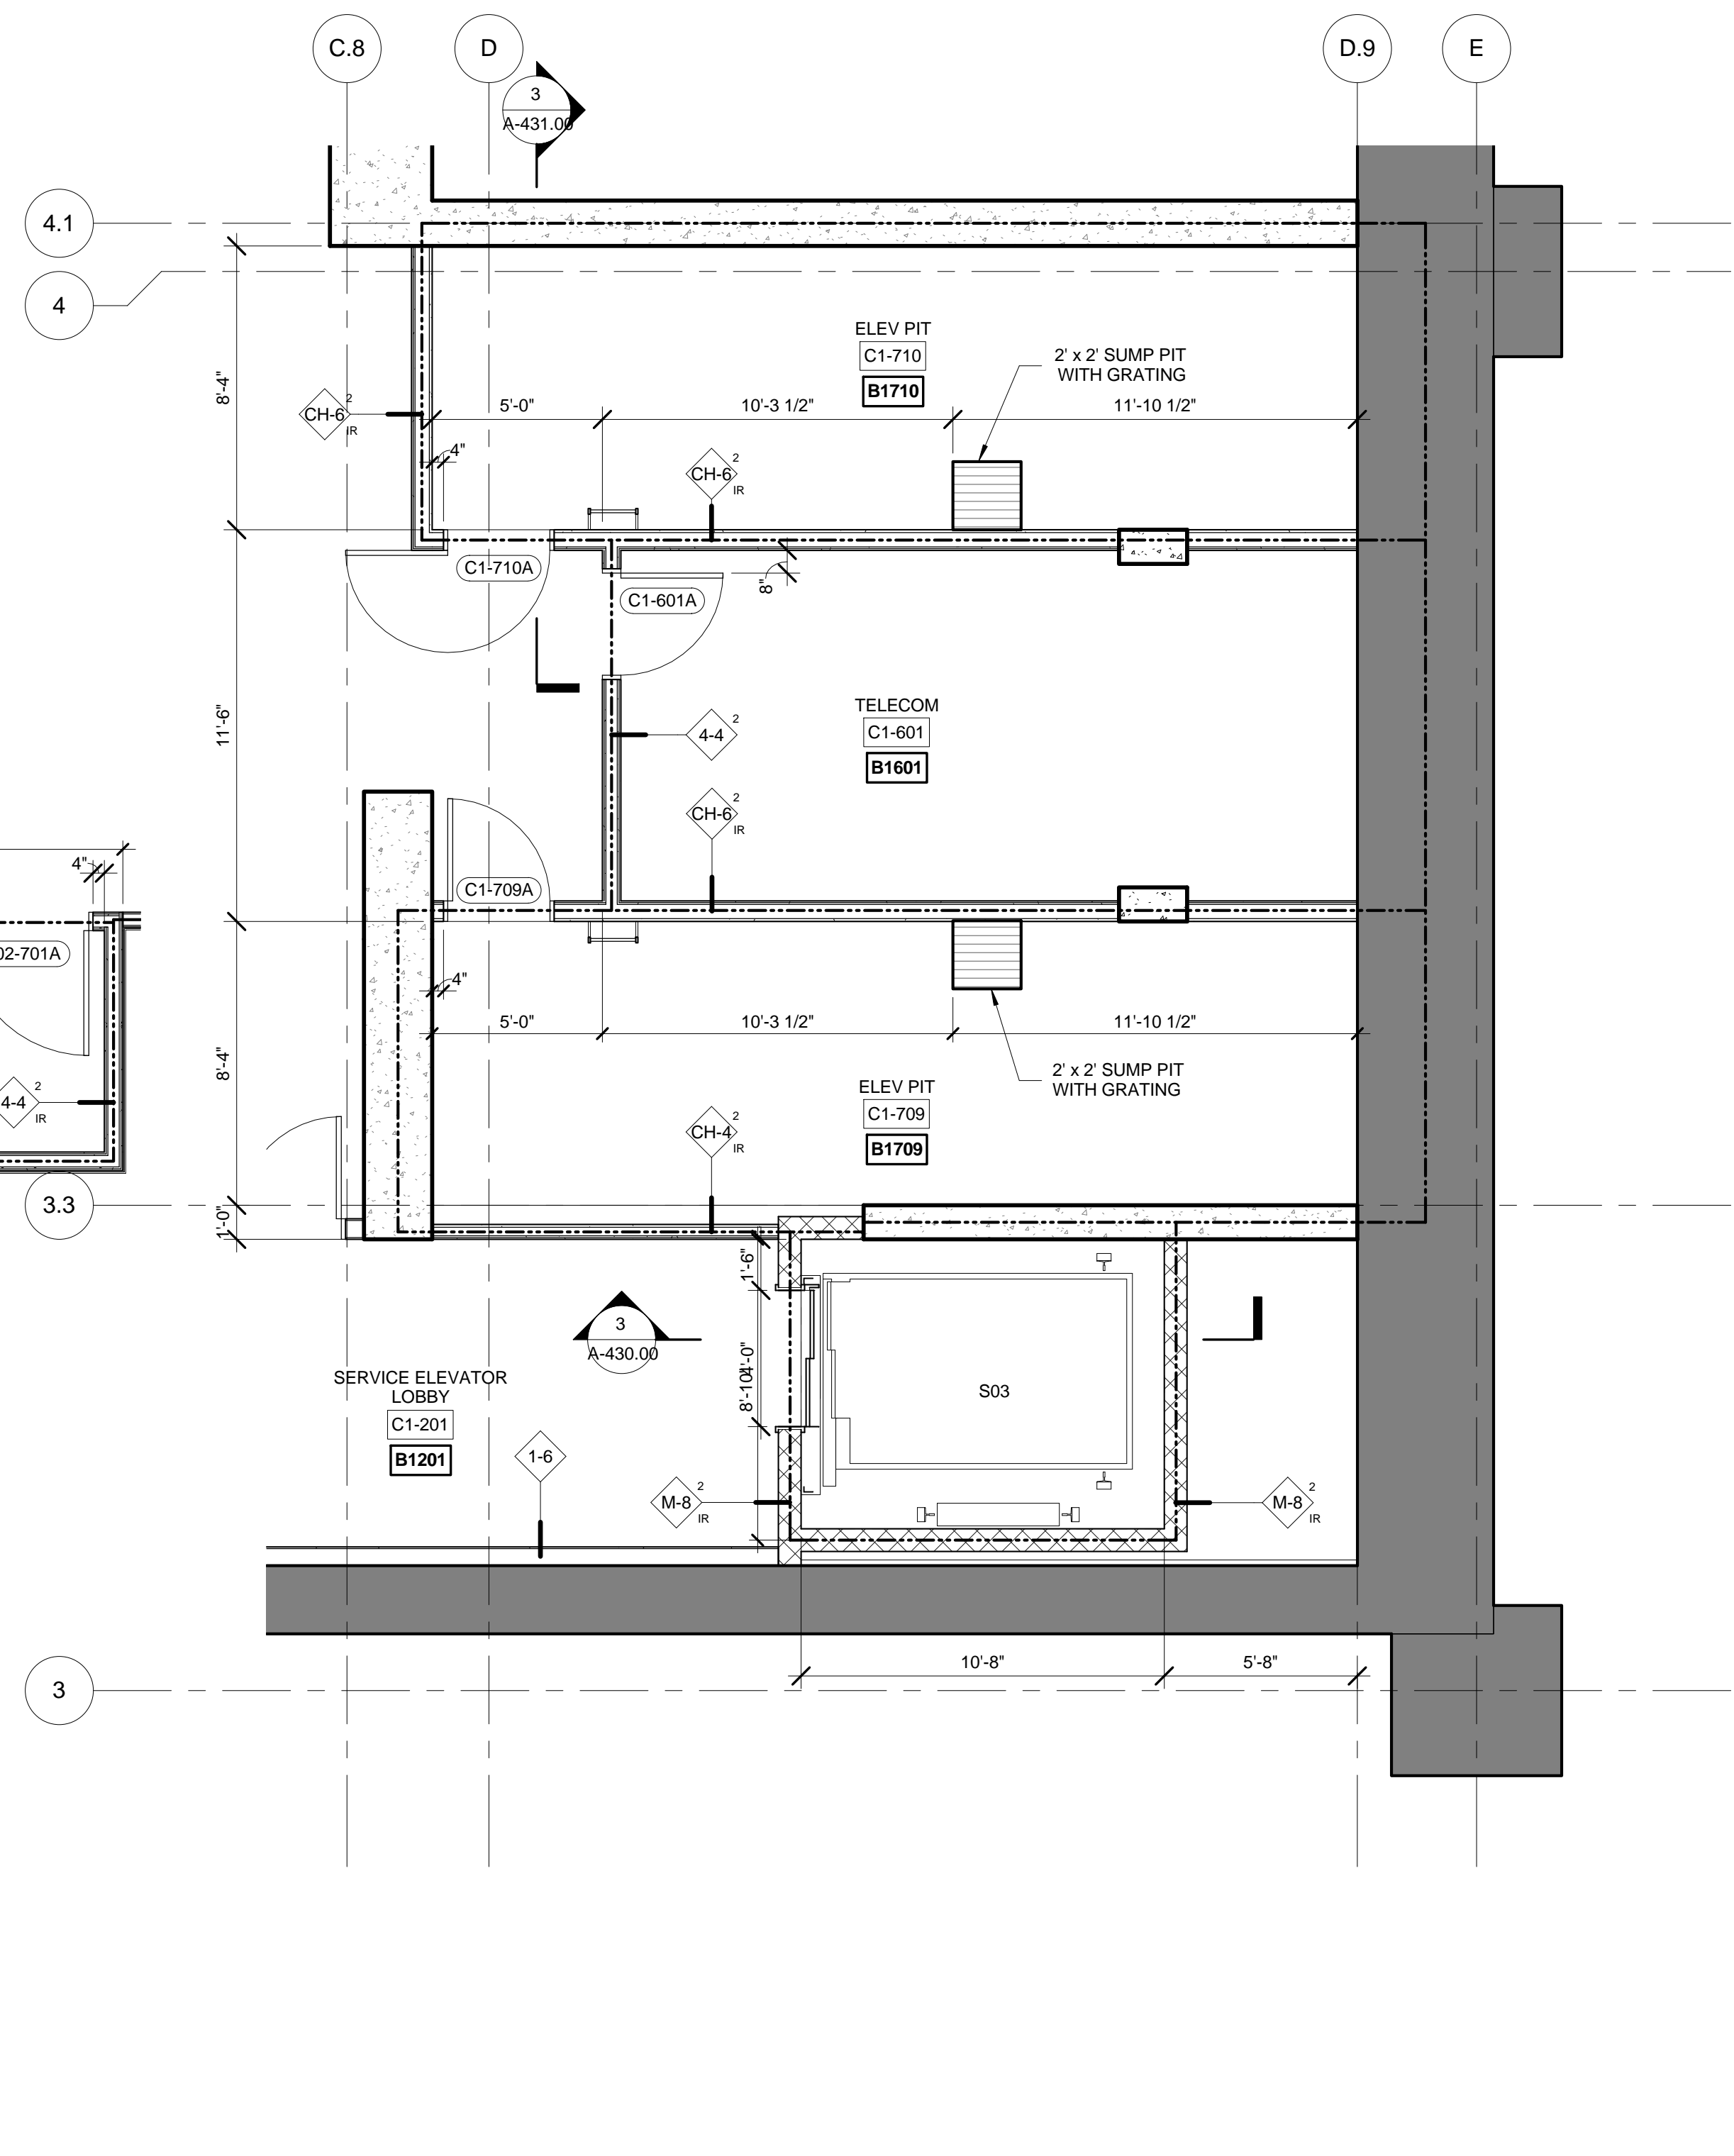 C.8
D
D.9
E
3
A-431.00
4.1
4
8'-4"
ELEV PIT
C1-710
B1710
2' x 2' SUMP PIT
WITH GRATING
CH-6
2
IR
5'-0"
10'-3 1/2"
11'-10 1/2"
4"
CH-6
2
IR
C1-710A
C1-601A
8"
11'-6"
TELECOM
C1-601
B1601
4-4
2
CH-6
2
IR
4"
C1-709A
02-701A
4"
5'-0"
10'-3 1/2"
11'-10 1/2"
8'-4"
2' x 2' SUMP PIT
WITH GRATING
ELEV PIT
C1-709
B1709
4-4
2
IR
CH-4
2
IR
3.3
1'-0"
1'-6"
3
A-430.00
4'-0"
8'-10"
SERVICE ELEVATOR
LOBBY
C1-201
B1201
S03
1-6
M-8
2
IR
M-8
2
IR
10'-8"
5'-8"
3